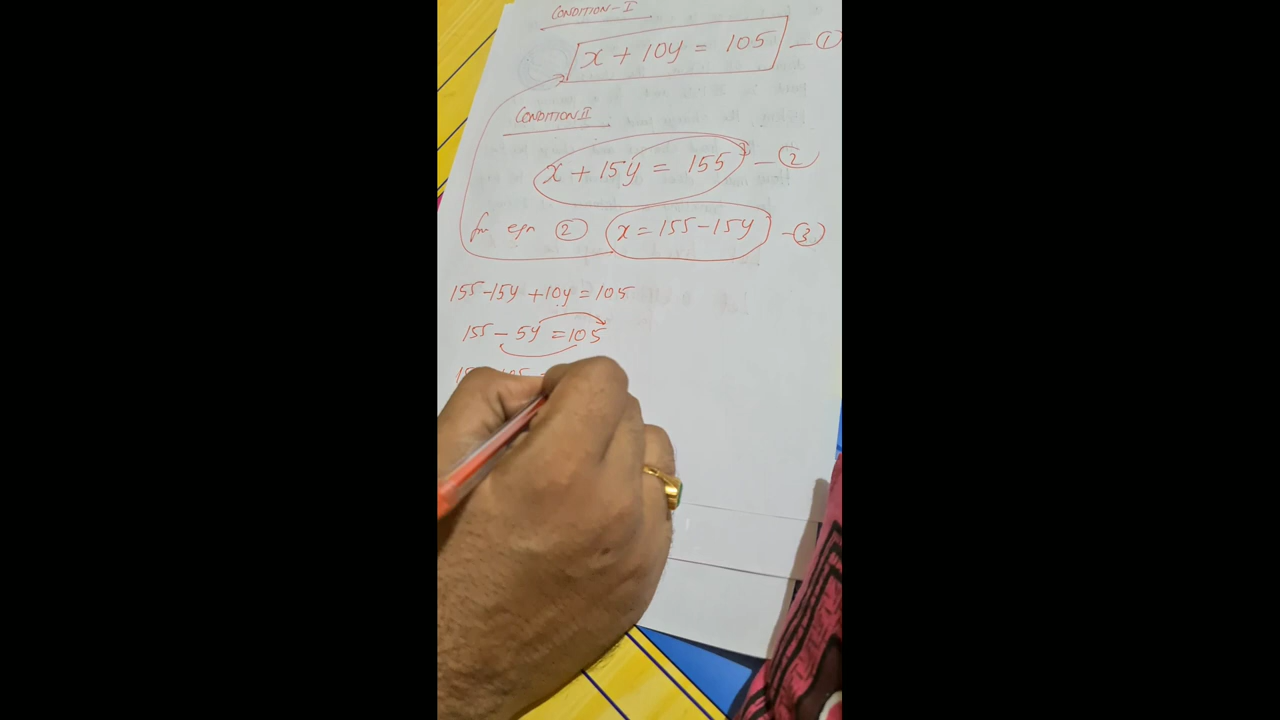 CONDITION-I
x + 10y = 105 — ①
CONDITION II
x + 15y = 155 — ②
eqn ② x = 155 - 15y - ③
155 - 15y + 10y = 105
155 - 5y = 105